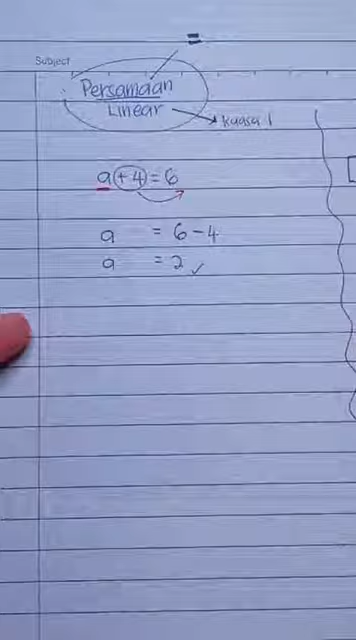 =
Subject
Persamaan
Linear
kuasa 1
a + 4 = 6
a = 6 - 4
a = 2 ✓